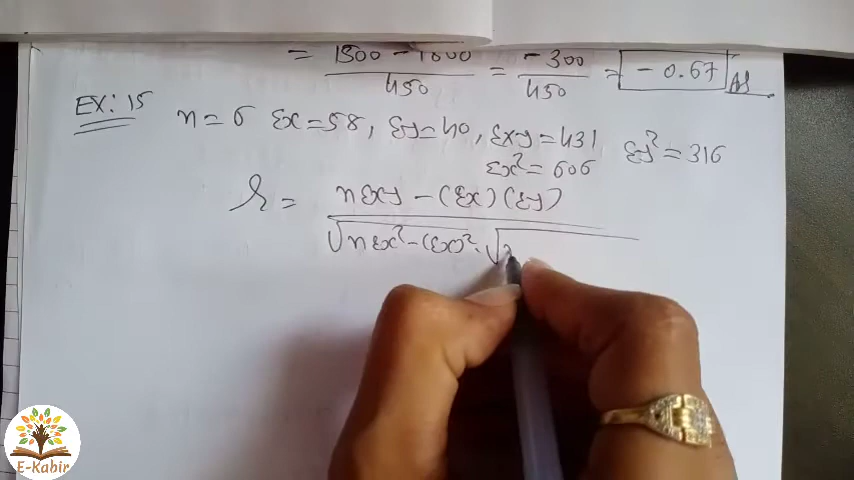 = 1500 - 1800 / 450 = -300 / 450 = -0.67 Ans
EX: 15
n = 6 Σx = 58, Σy = 40, Σxy = 431 Σy² = 316
Σx² = 606
r = nΣxy - (Σx)(Σy)
√nΣx² - (Σx)² · √n
E-Kabir